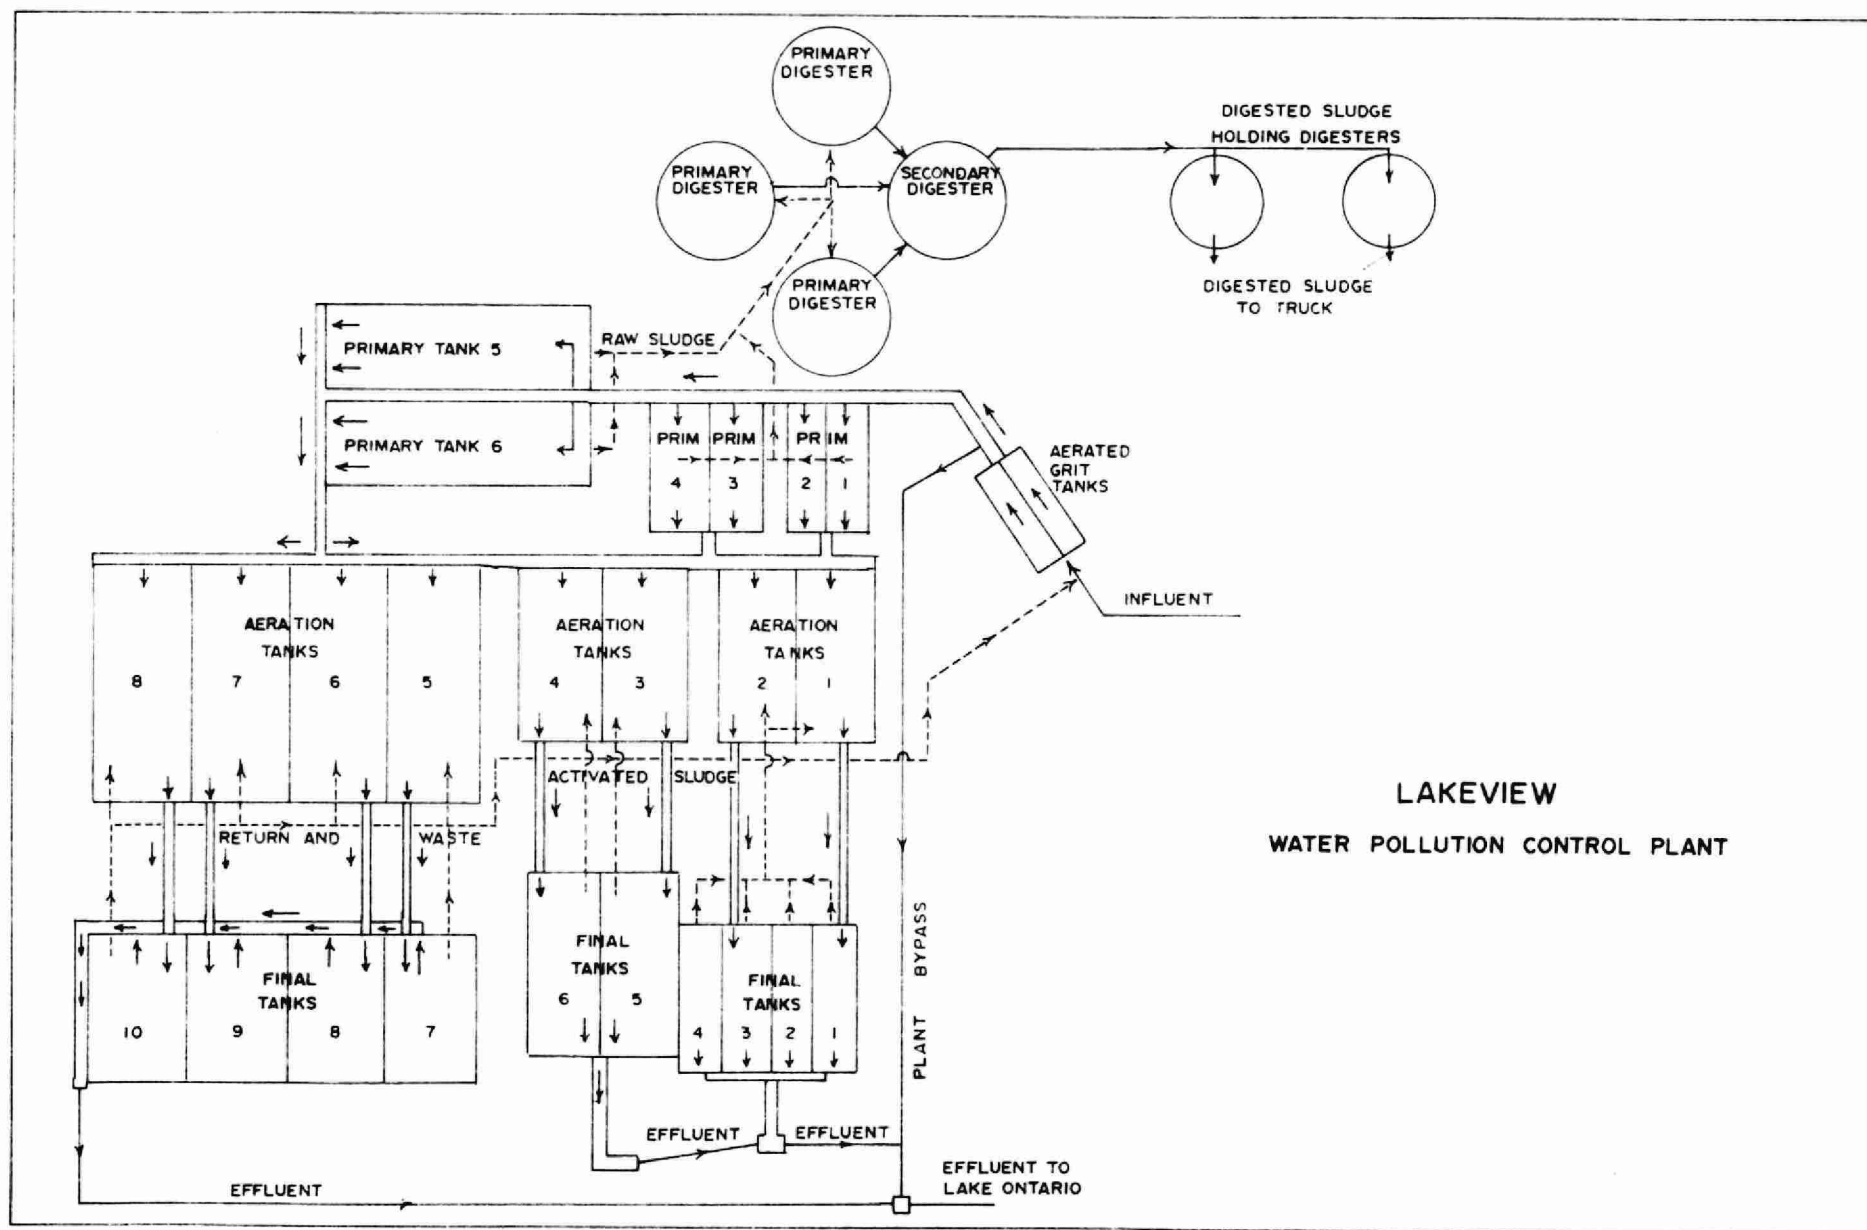 PRIMARY
DIGESTER
DIGESTED SLUDGE
HOLDING DIGESTERS
PRIMARY
DIGESTER
SECONDARY
DIGESTER
PRIMARY
DIGESTER
DIGESTED SLUDGE
TO TRUCK
RAW SLUDGE
PRIMARY TANK 5
PRIMARY TANK 6
PRIM PRIM PRIM
4 3 2 1
AERATED
GRIT
TANKS
INFLUENT
AERATION
TANKS
8 7 6 5
AERATION
TANKS
4 3
AERATION
TANKS
2 1
ACTIVATED SLUDGE
RETURN AND WASTE
LAKEVIEW
WATER POLLUTION CONTROL PLANT
PLANT BYPASS
FINAL
TANKS
10 9 8 7
FINAL
TANKS
6 5
FINAL
TANKS
4 3 2 1
EFFLUENT
EFFLUENT
EFFLUENT
EFFLUENT TO
LAKE ONTARIO